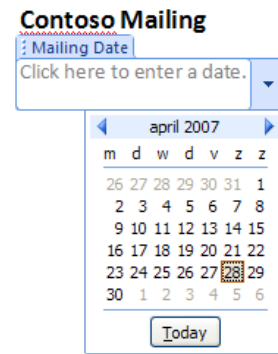 Contoso Mailing
Mailing Date
Click here to enter a date.
april 2007
m d w d v z z
26 27 28 29 30 31 1
2 3 4 5 6 7 8
9 10 11 12 13 14 15
16 17 18 19 20 21 22
23 24 25 26 27 28 29
30 1 2 3 4 5 6
Today